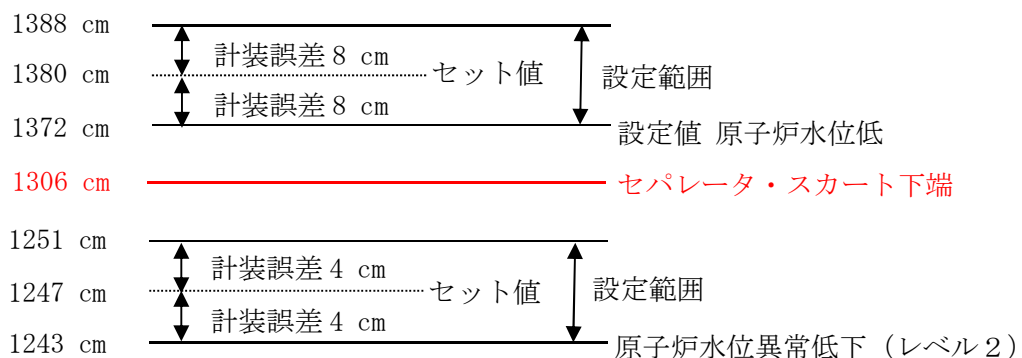 1388 cm
計装誤差8 cm
1380 cm セット値 設定範囲
計装誤差8 cm
1372 cm 設定値 原子炉水位低
1306 cm セパレータ・スカート下端
1251 cm
計装誤差4 cm
1247 cm セット値 設定範囲
計装誤差4 cm
1243 cm 原子炉水位異常低下（レベル2）